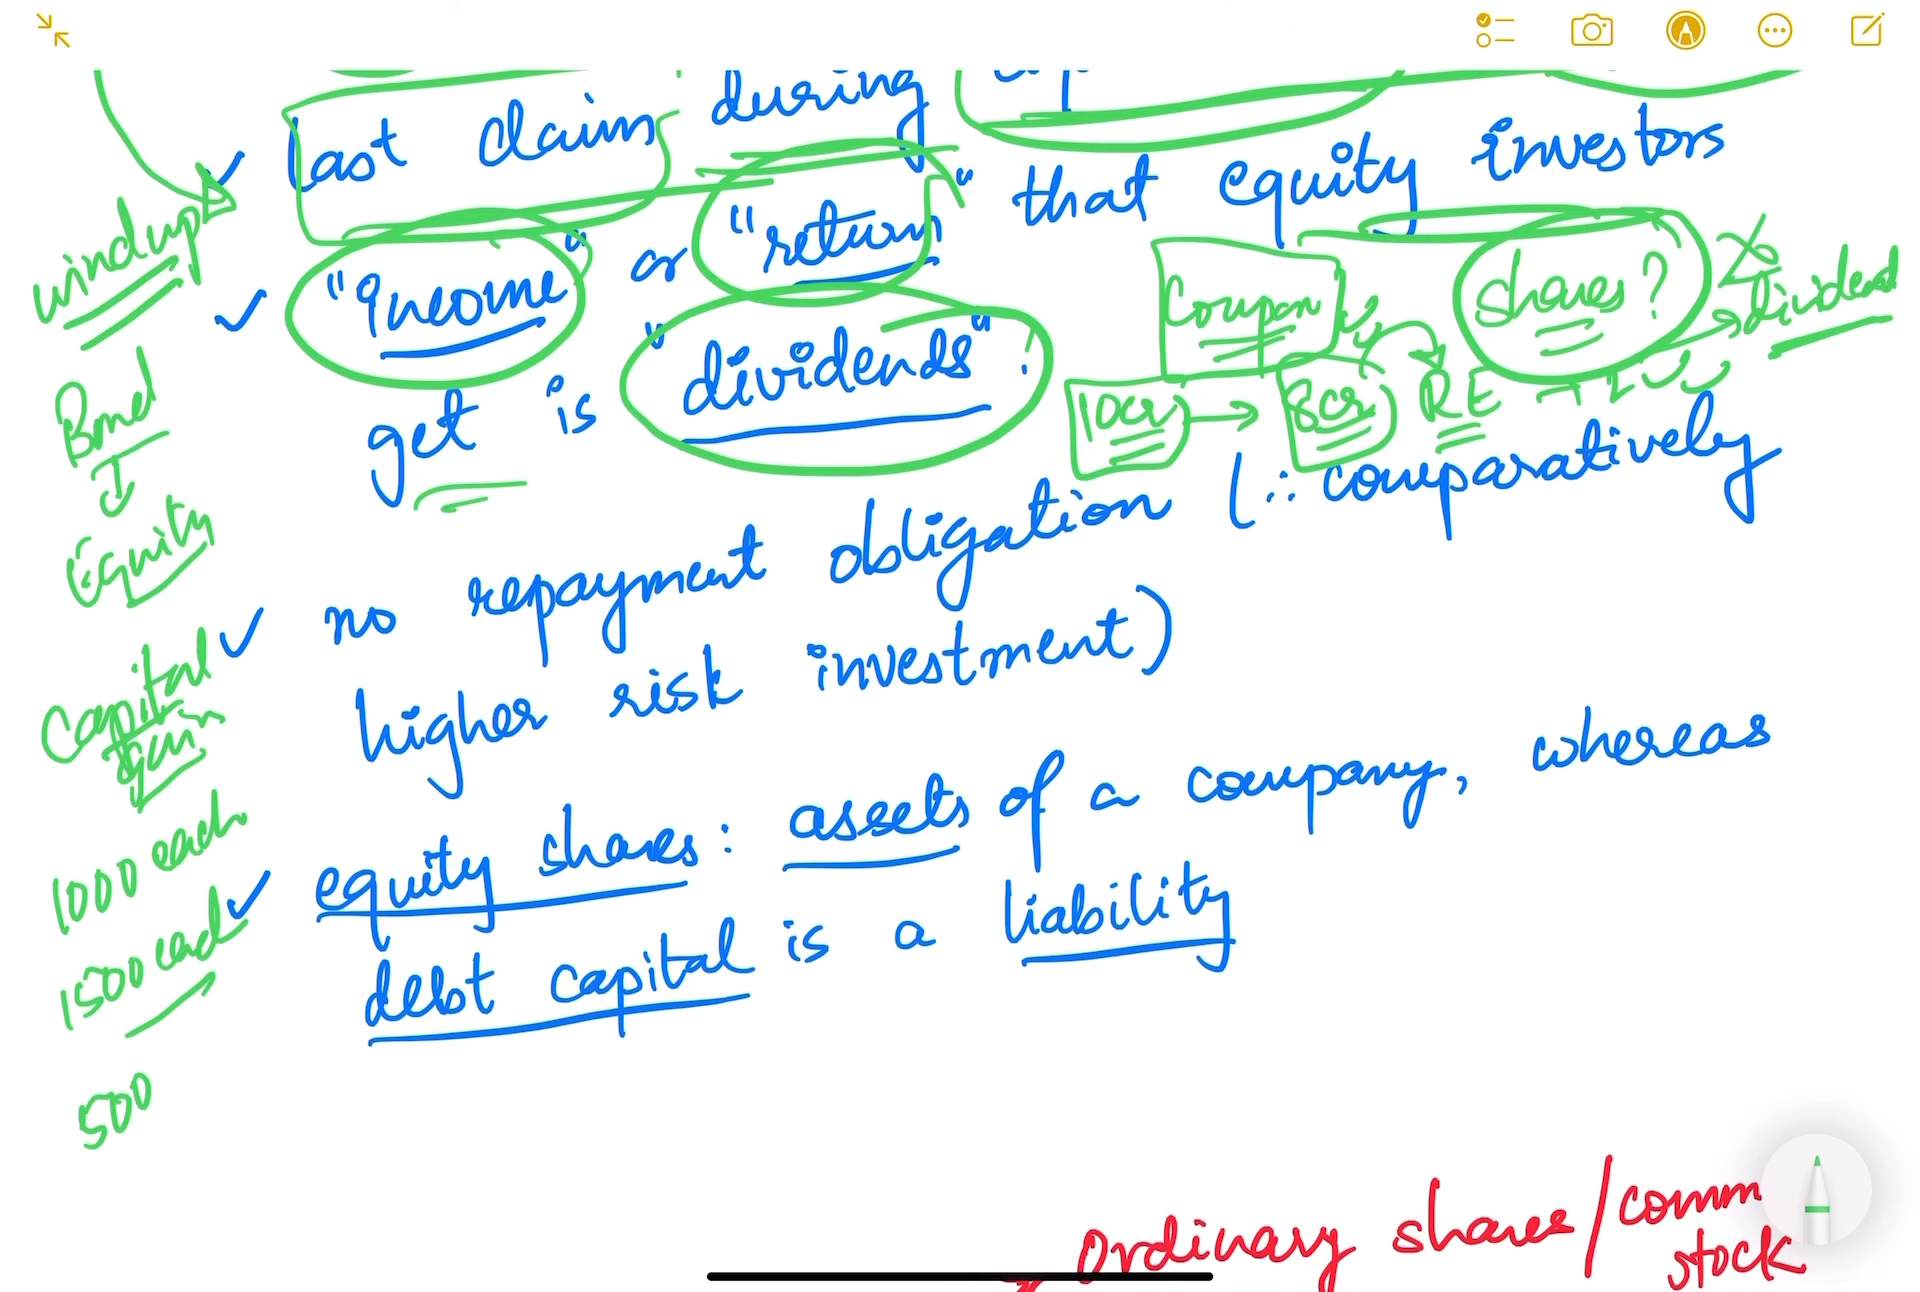 last claim during
"income" or "return" that equity investors
get is "dividends"!
no repayment obligation (∴ comparatively
higher risk investment)
equity shares: assets of a company, whereas
debt capital is a liability
windup
Bond
↓
Equity
Capital
gain
1000 each
1500 each
500
Coupon
shares?
dividend
10cr → 8cr RE
ordinary shares/comm
stock